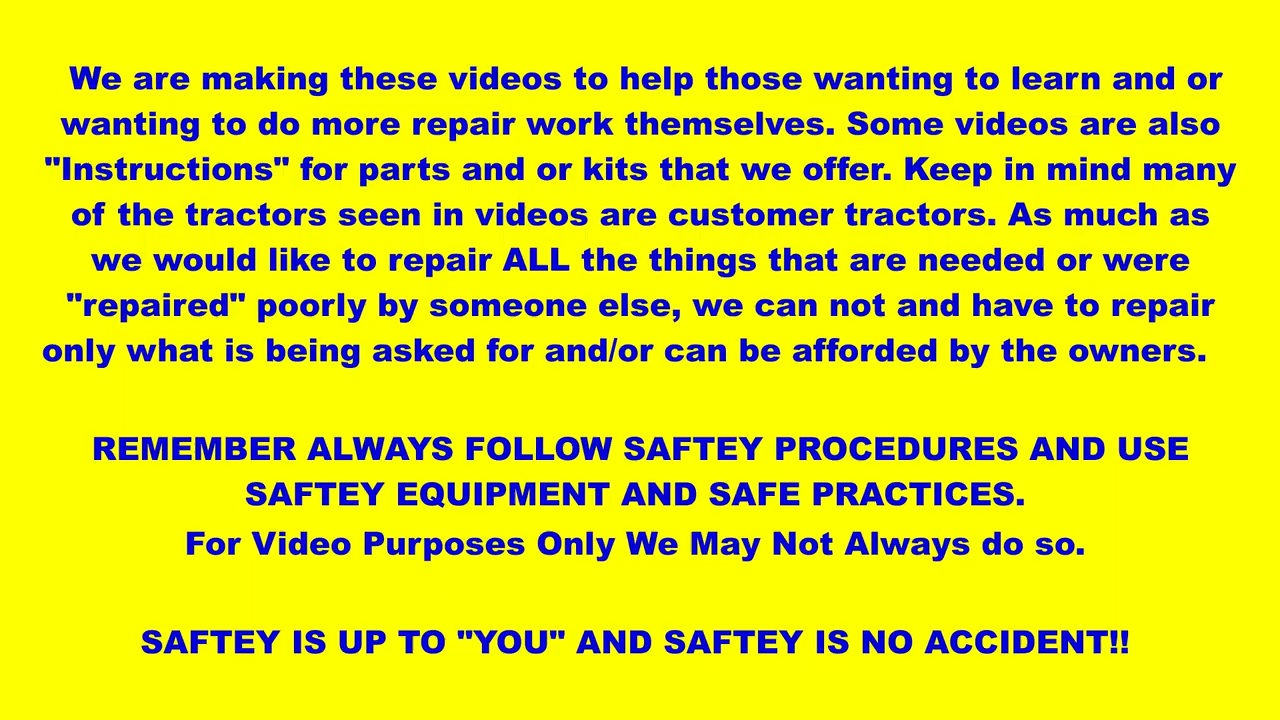 We are making these videos to help those wanting to learn and or
wanting to do more repair work themselves. Some videos are also
"Instructions" for parts and or kits that we offer. Keep in mind many
of the tractors seen in videos are customer tractors. As much as
we would like to repair ALL the things that are needed or were
"repaired" poorly by someone else, we can not and have to repair
only what is being asked for and/or can be afforded by the owners.
REMEMBER ALWAYS FOLLOW SAFTEY PROCEDURES AND USE
SAFTEY EQUIPMENT AND SAFE PRACTICES.
For Video Purposes Only We May Not Always do so.
SAFTEY IS UP TO "YOU" AND SAFTEY IS NO ACCIDENT!!